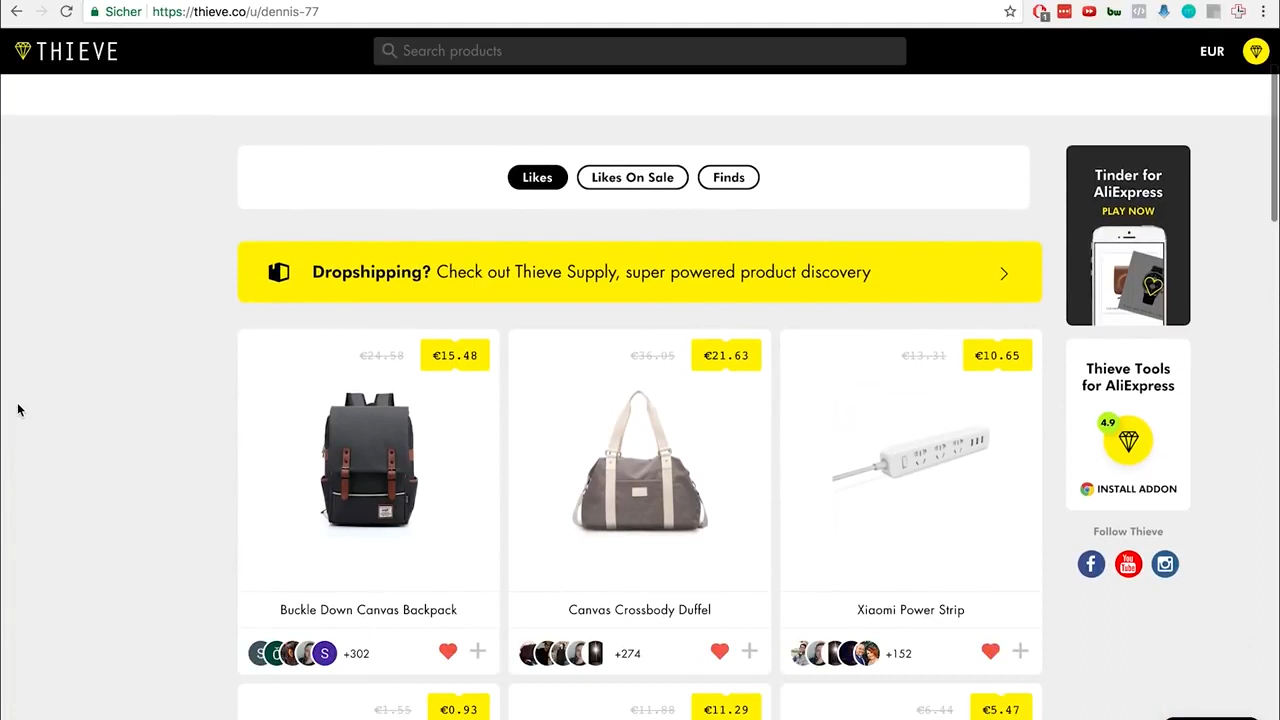 Sicher
https://thieve.co/u/dennis-77
1
bw
THIEVE
Search products
EUR
Likes
Likes On Sale
Finds
Dropshipping? Check out Thieve Supply, super powered product discovery
Tinder for
AliExpress
PLAY NOW
€24.58
€15.48
€36.05
€21.63
€13.31
€10.65
Thieve Tools
for AliExpress
4.9
INSTALL ADDON
Follow Thieve
Buckle Down Canvas Backpack
Canvas Crossbody Duffel
Xiaomi Power Strip
S
S
+302
+274
+152
€1.55
€0.93
€11.88
€11.29
€6.44
€5.47